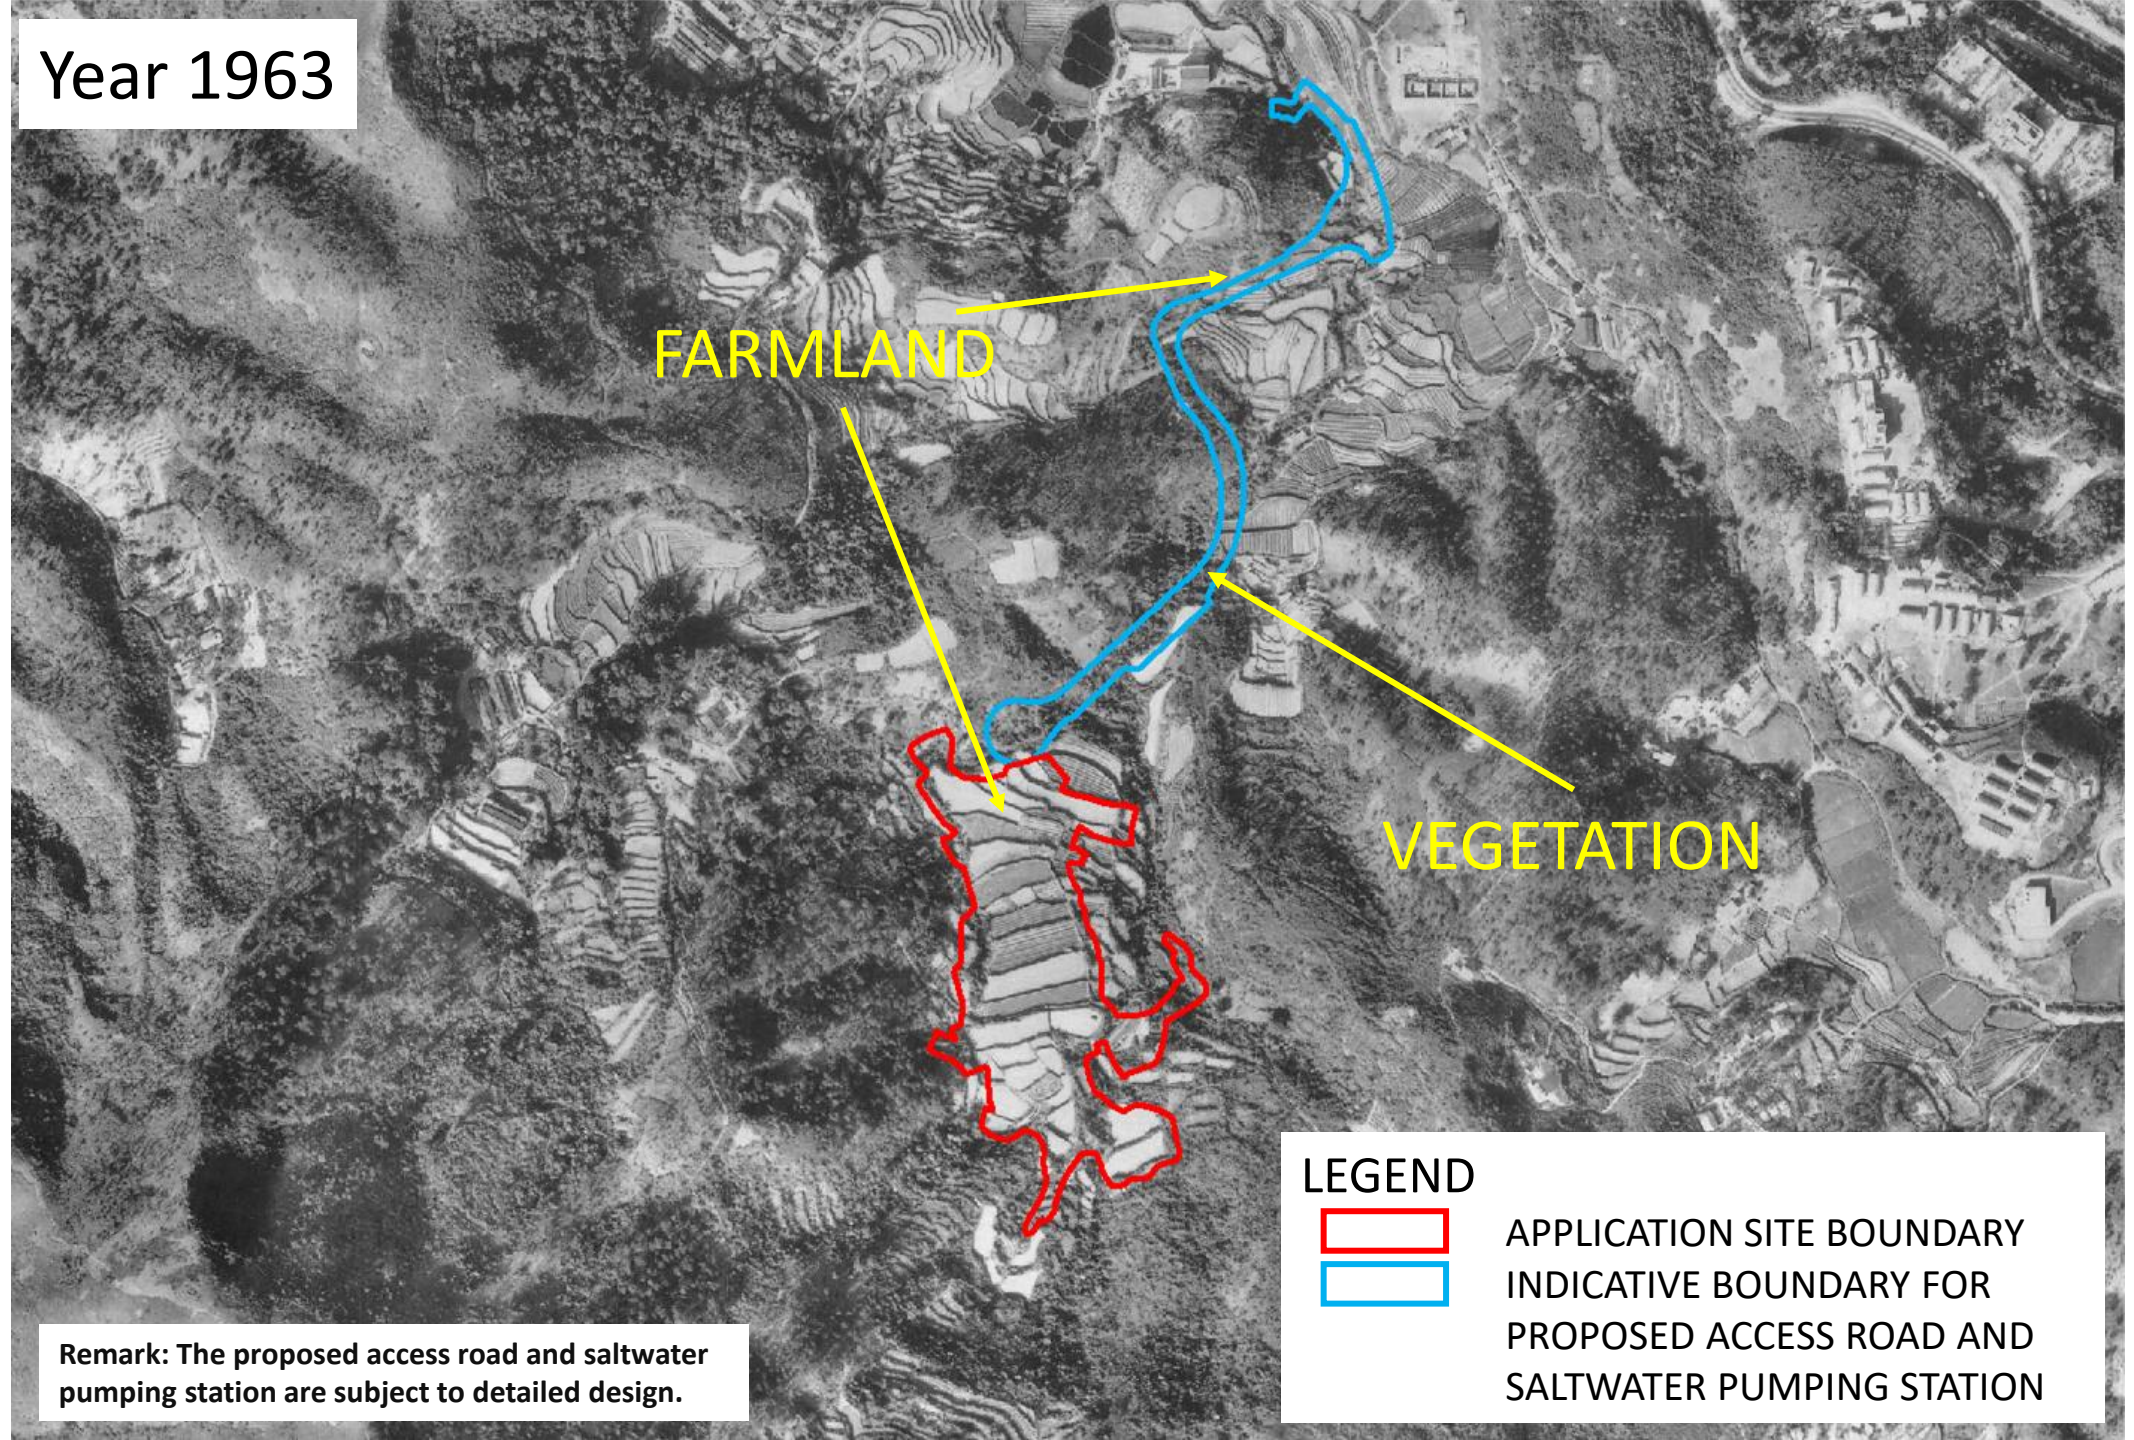 Year 1963
FARMLAND
VEGETATION
LEGEND
APPLICATION SITE BOUNDARY
INDICATIVE BOUNDARY FOR
PROPOSED ACCESS ROAD AND
SALTWATER PUMPING STATION
Remark: The proposed access road and saltwater
pumping station are subject to detailed design.